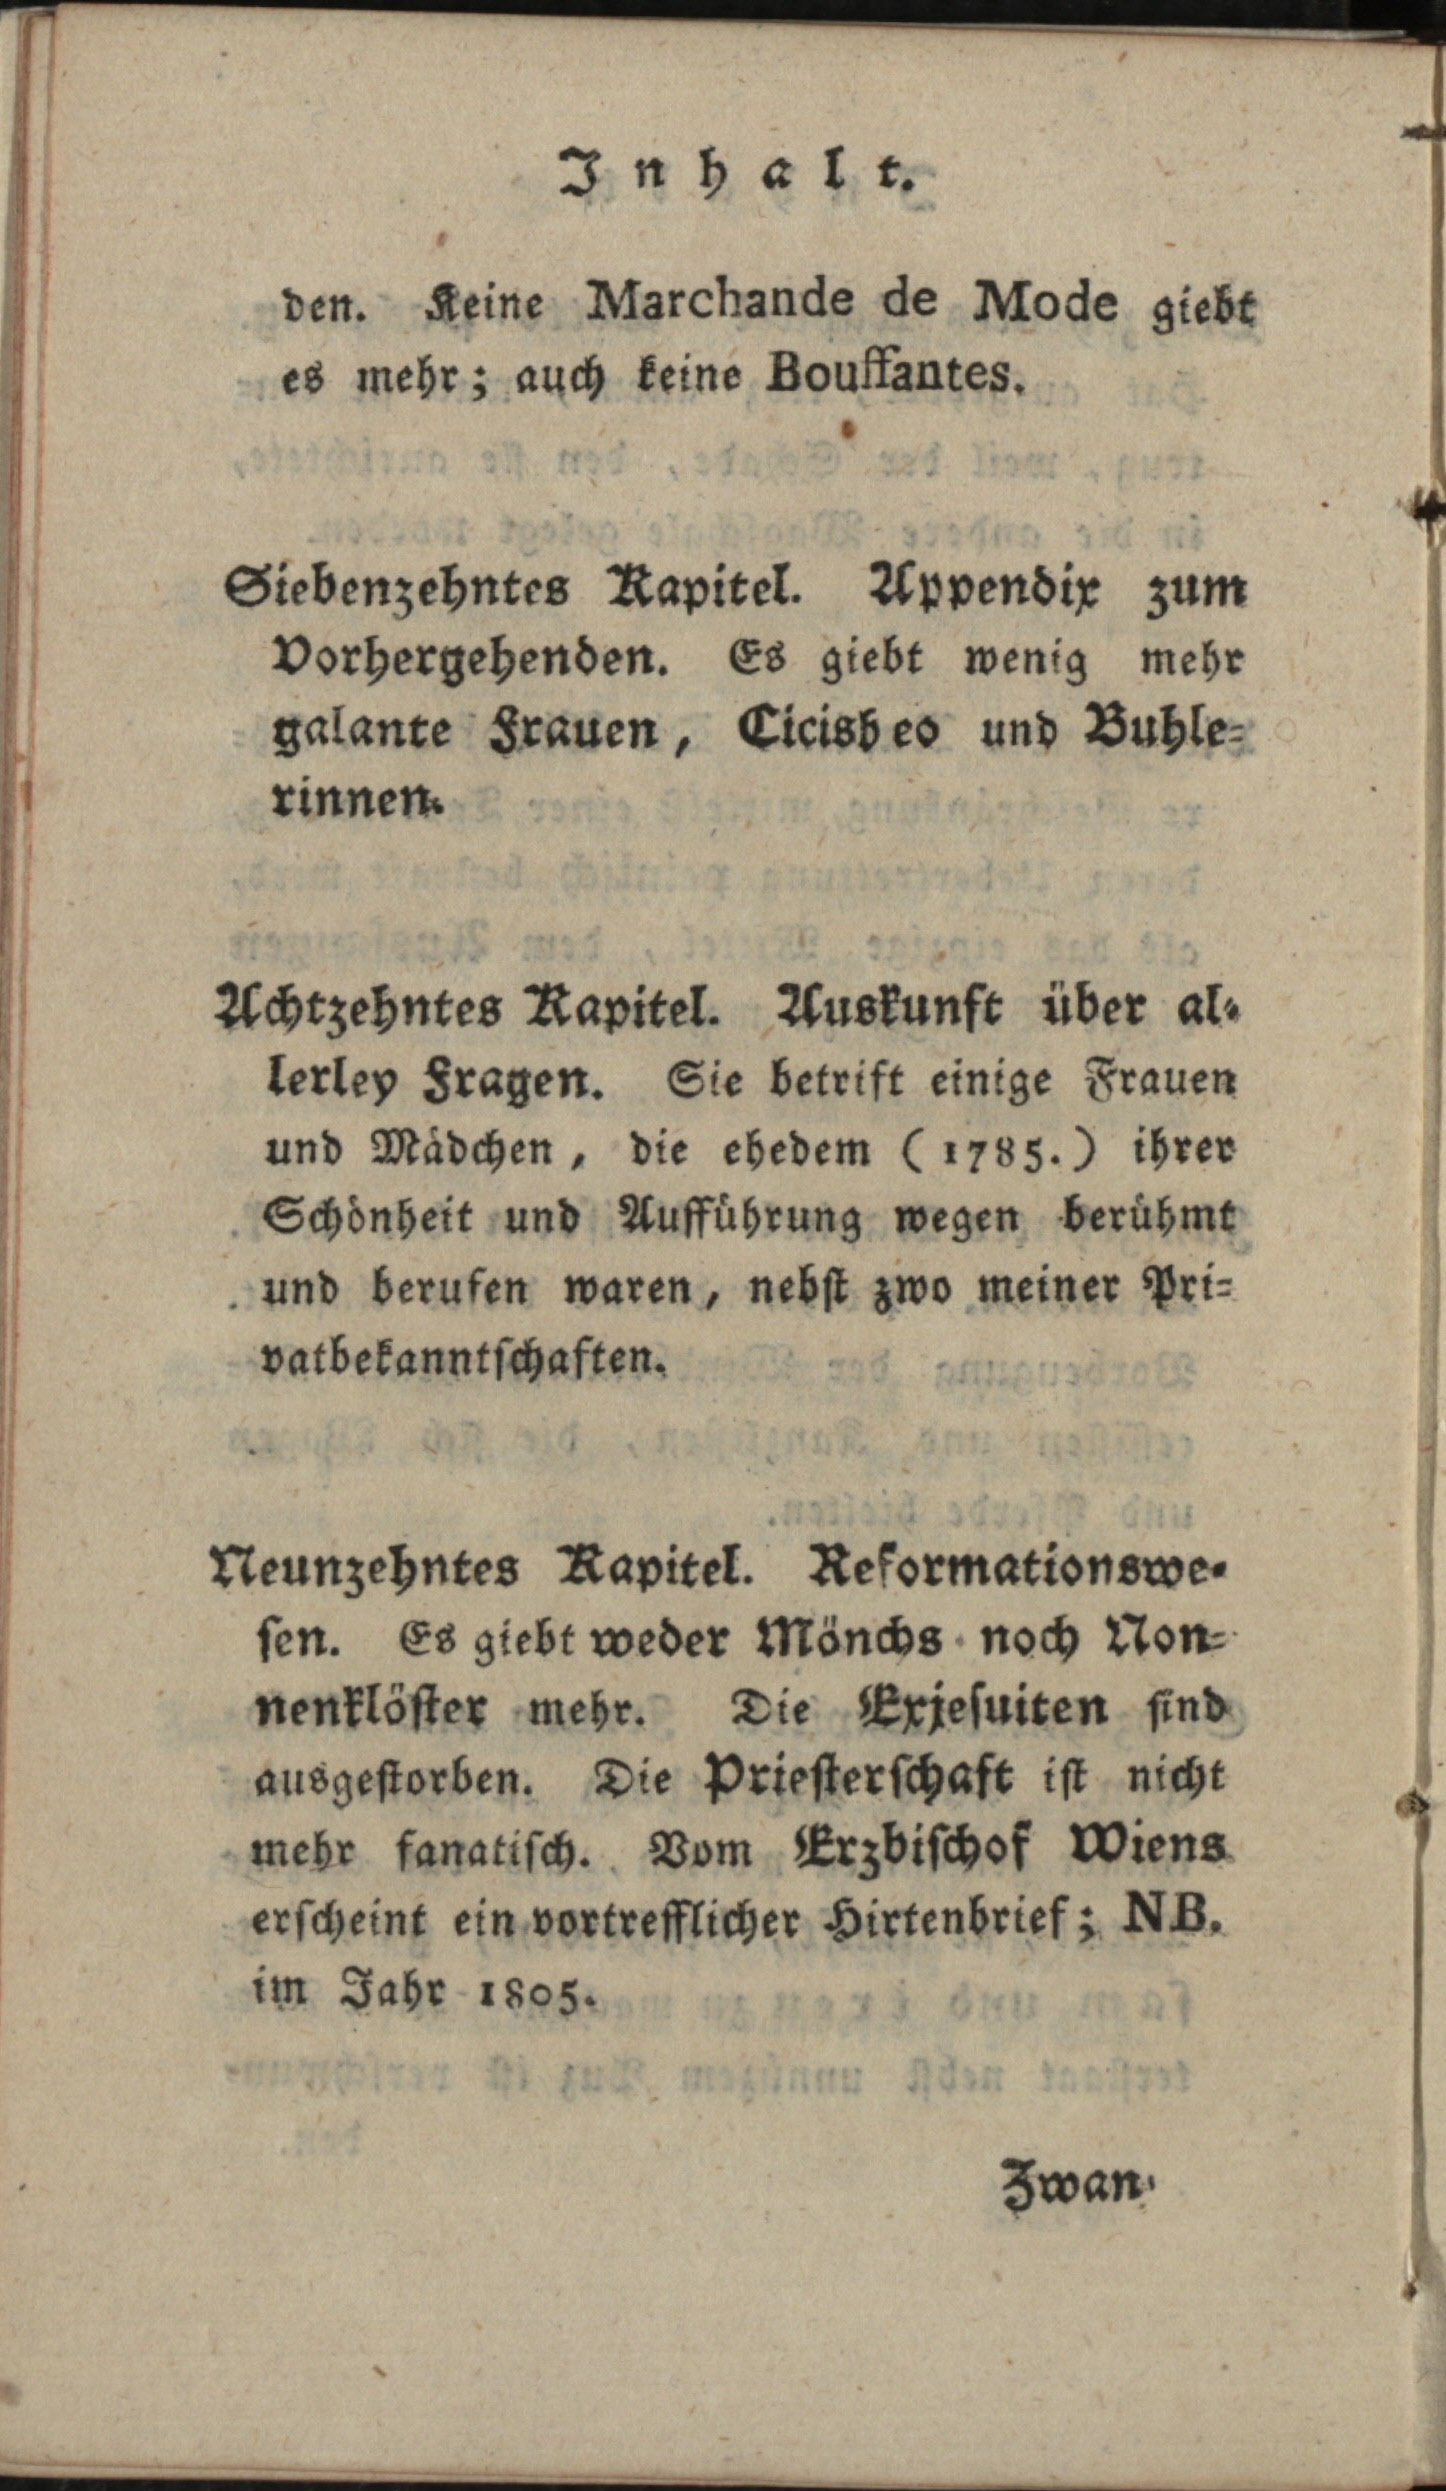 Inhalt.
den. Keine Marchande de Mode giebt
es mehr; auch keine Bouffantes.
Siebenzehntes Kapitel. Appendix zum
Vorhergehenden. Es giebt wenig mehr
galante Frauen, Cicisbeo und Buhle-
rinnen.
Achtzehntes Kapitel. Auskunft über al-
lerley Fragen. Sie betrift einige Frauen
und Mädchen, die ehedem (1785.) ihrer
Schönheit und Aufführung wegen berühmt
und berufen waren, nebst zwo meiner Pri-
vatbekanntschaften.
Neunzehntes Kapitel. Reformationswe-
sen. Es giebt weder Mönchs noch Non-
nenklöster mehr. Die Exjesuiten sind
ausgestorben. Die Priesterschaft ist nicht
mehr fanatisch. Vom Erzbischof Wiens
erscheint ein vortrefflicher Hirtenbrief; NB.
im Jahr 1805.
Zwan-